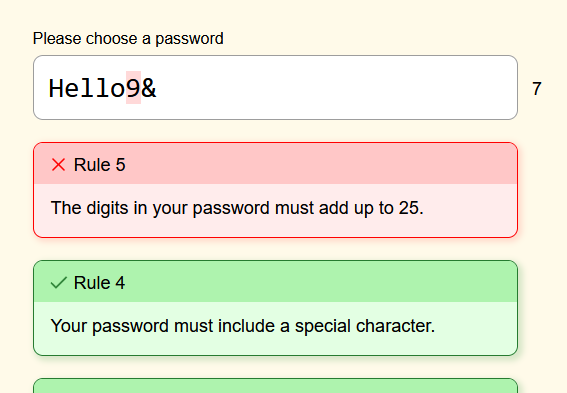 Please choose a password
Hello9&
7
Rule 5
The digits in your password must add up to 25.
Rule 4
Your password must include a special character.